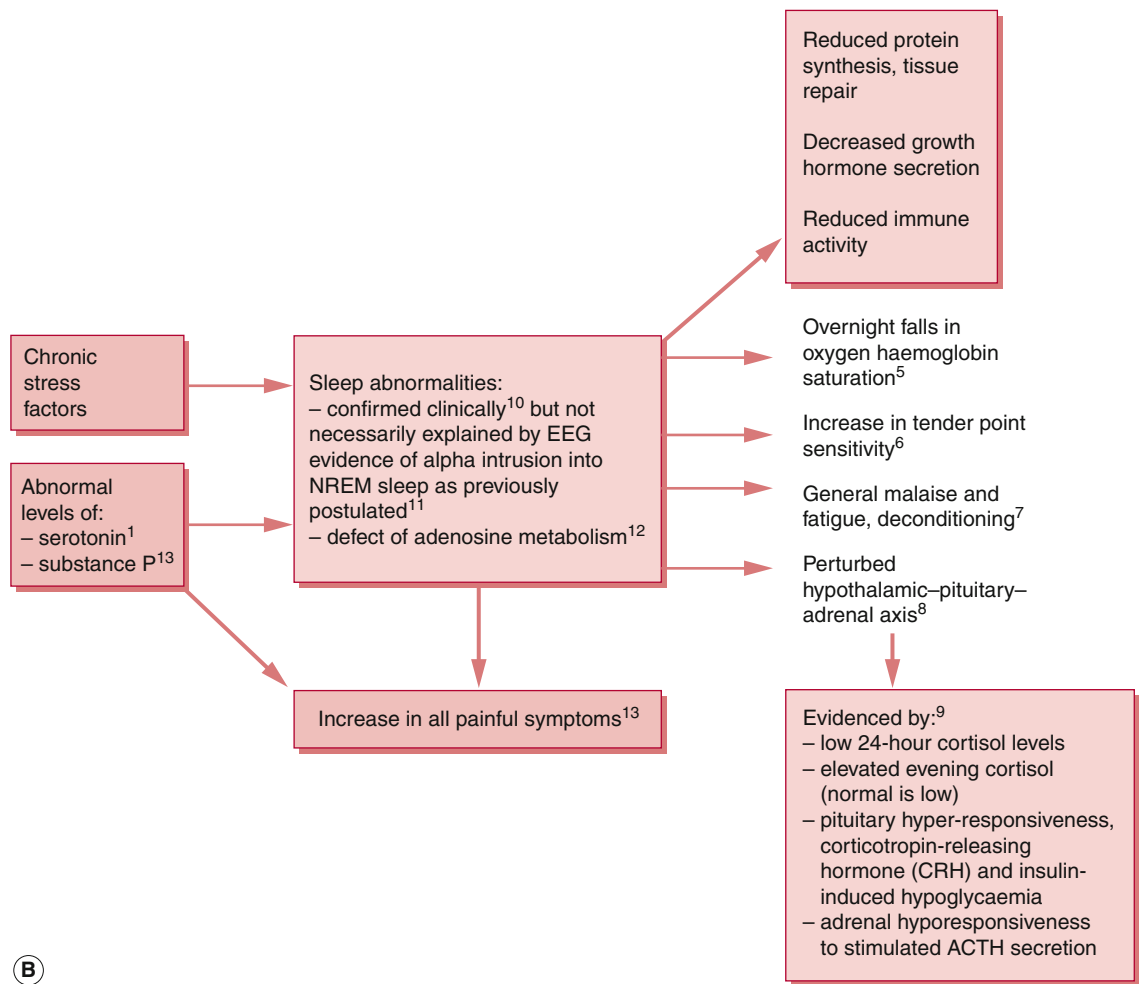 Chronic
stress
factors
Abnormal
levels of:
– serotonin1
– substance P13
Sleep abnormalities:
– confirmed clinically10 but not
necessarily explained by EEG
evidence of alpha intrusion into
NREM sleep as previously
postulated11
– defect of adenosine metabolism12
Increase in all painful symptoms13
Reduced protein
synthesis, tissue
repair
Decreased growth
hormone secretion
Reduced immune
activity
Overnight falls in
oxygen haemoglobin
saturation5
Increase in tender point
sensitivity6
General malaise and
fatigue, deconditioning7
Perturbed
hypothalamic–pituitary–
adrenal axis8
Evidenced by:9
– low 24-hour cortisol levels
– elevated evening cortisol
(normal is low)
– pituitary hyper-responsiveness,
corticotropin-releasing
hormone (CRH) and insulin-
induced hypoglycaemia
– adrenal hyporesponsiveness
to stimulated ACTH secretion
B